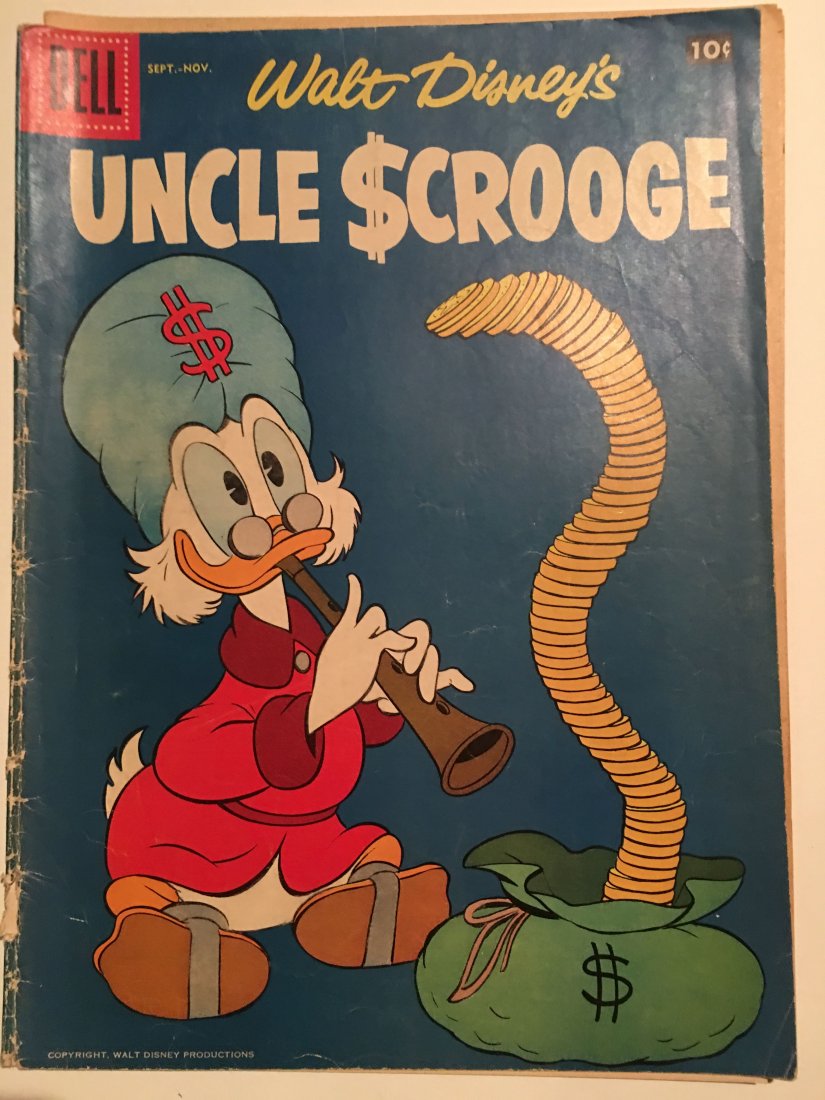 DELL
SEPT.-NOV.
Walt Disney's
10¢
UNCLE $CROOGE
$
$
COPYRIGHT, WALT DISNEY PRODUCTIONS